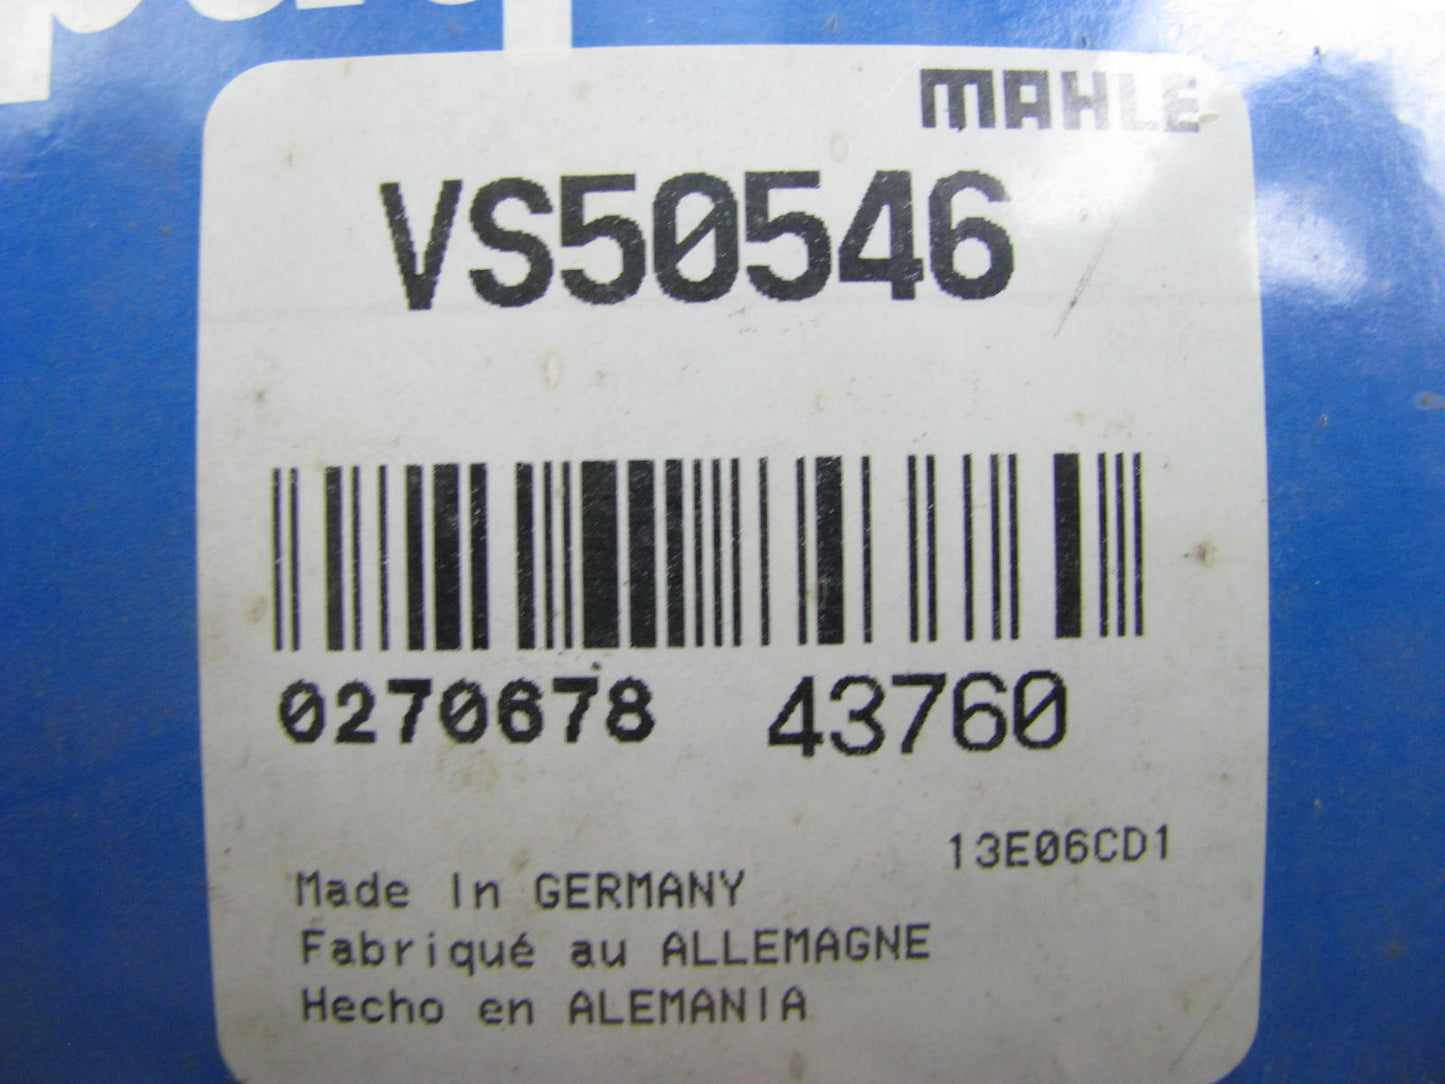 MAHLE
VS50546
0270678 43760
13E06CD1
Made In GERMANY
Fabriqué au ALLEMAGNE
Hecho en ALEMANIA